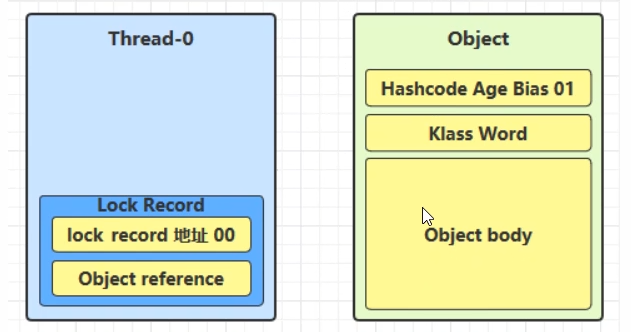 Thread-0
Lock Record
lock record 地址 00
Object reference
Object
Hashcode Age Bias 01
Klass Word
Object body